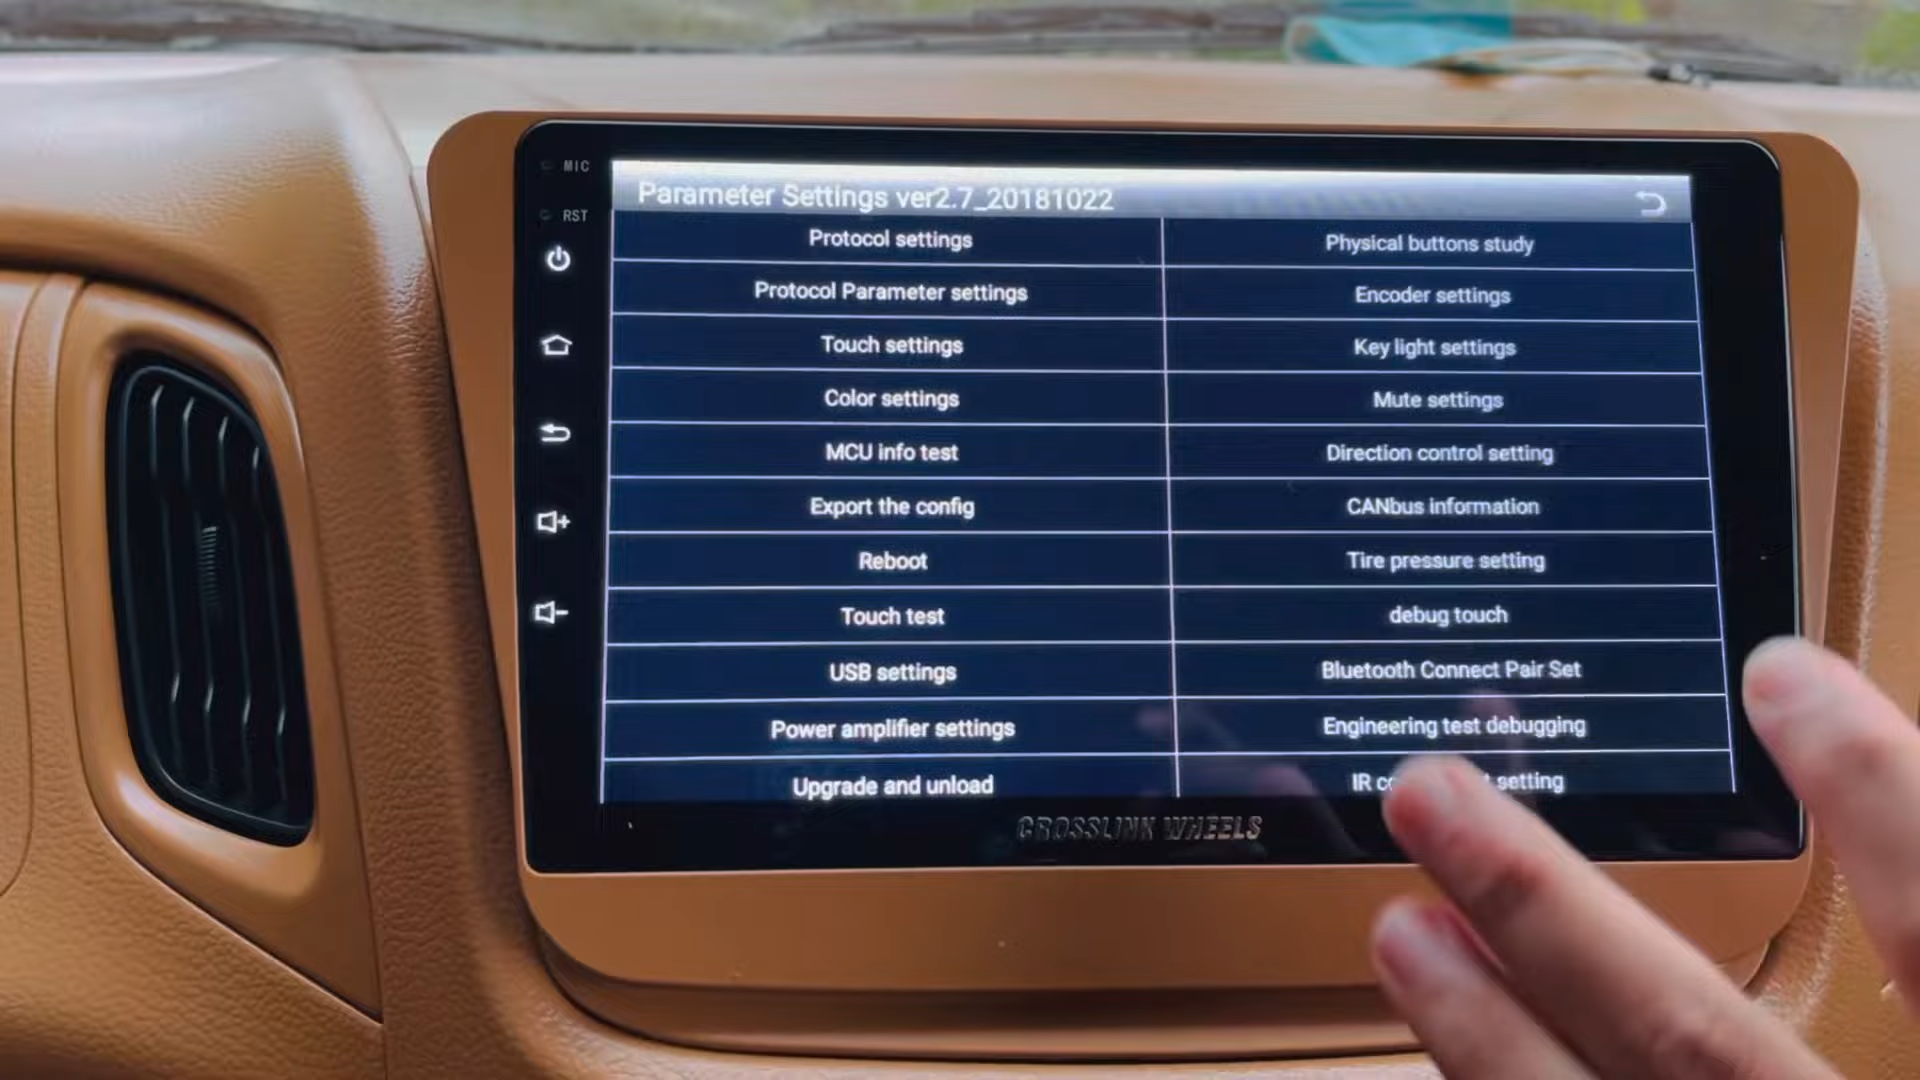 MIC
RST
Parameter Settings ver2.7_20181022
Protocol settings
Physical buttons study
Protocol Parameter settings
Encoder settings
Touch settings
Key light settings
Color settings
Mute settings
MCU info test
Direction control setting
Export the config
CANbus information
Reboot
Tire pressure setting
Touch test
debug touch
USB settings
Bluetooth Connect Pair Set
Power amplifier settings
Engineering test debugging
Upgrade and unload
IR setting
CROSSLINK WHEELS